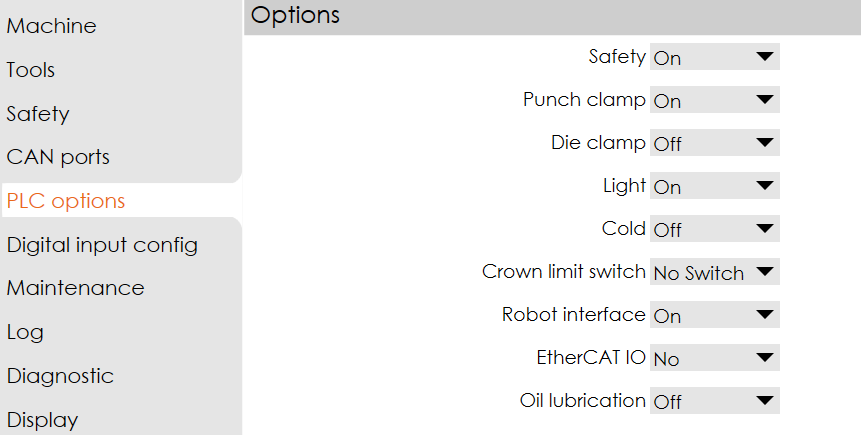 Machine
Tools
Safety
CAN ports
PLC options
Digital input config
Maintenance
Log
Diagnostic
Display
Options
Safety On
Punch clamp On
Die clamp Off
Light On
Cold Off
Crown limit switch No Switch
Robot interface On
EtherCAT IO No
Oil lubrication Off